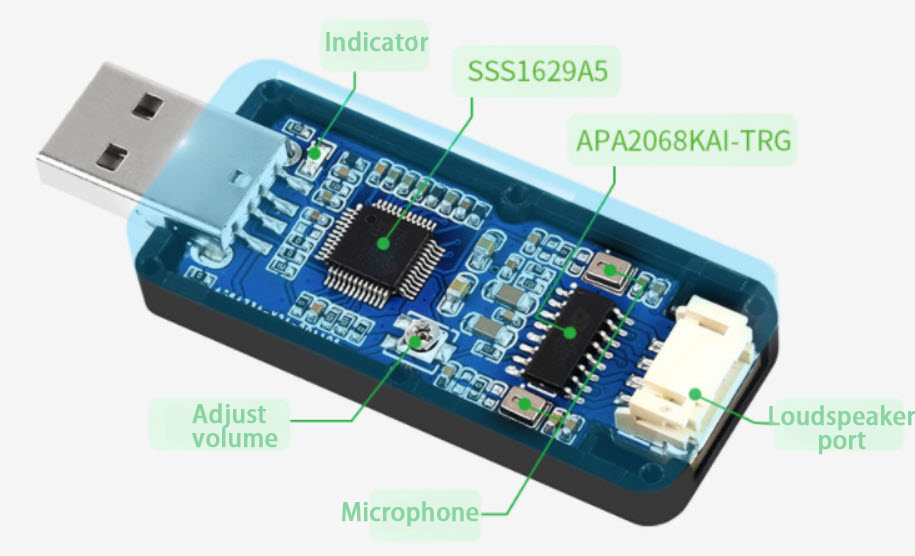 Indicator
SSS1629A5
APA2068KAI-TRG
Adjust
volume
Loudspeaker
port
Microphone